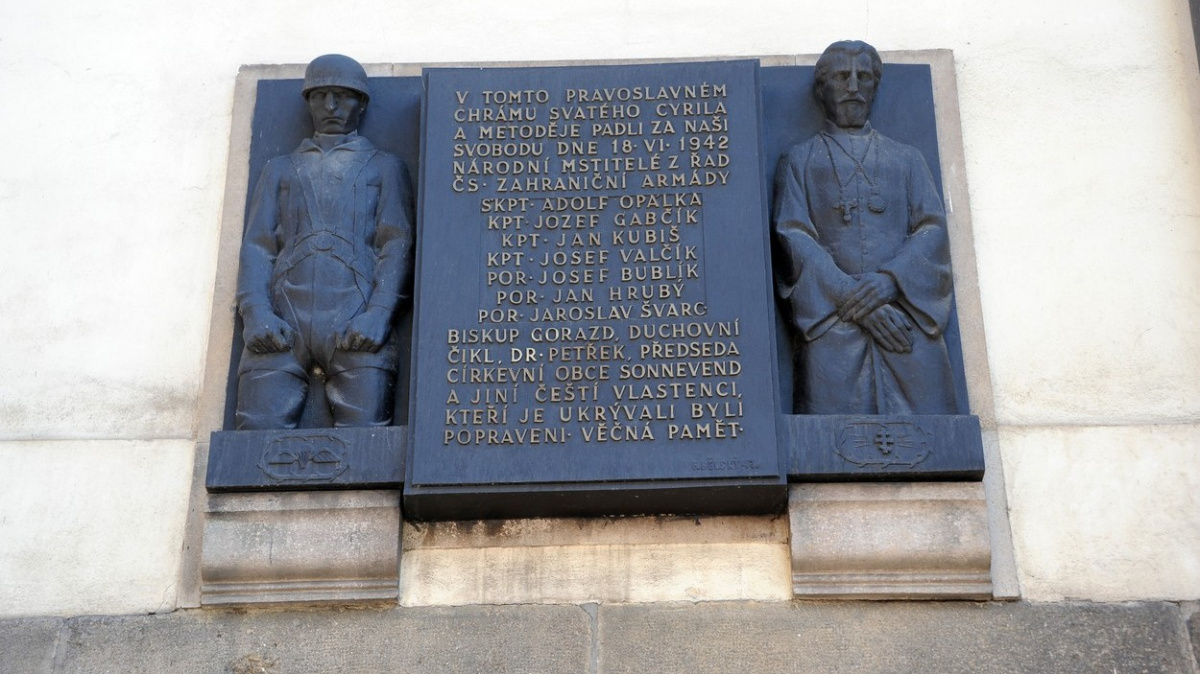 V TOMTO PRAVOSLAVNÉM
CHRÁMU SVATÉHO CYRILA
A METODĚJE PADLI ZA NAŠI
SVOBODU DNE 18·VI·1942
NÁRODNÍ MSTITELÉ Z ŘAD
ČS· ZAHRANIČNÍ ARMÁDY
ŠKPT· ADOLF OPÁLKA
KPT· JOZEF GABČÍK
KPT· JAN KUBIŠ
KPT· JOSEF VALČÍK
POR· JOSEF BUBLÍK
POR· JAN HRUBÝ
POR· JAROSLAV ŠVARC·
BISKUP GORAZD, DUCHOVNÍ
ČIKL, DR· PETŘEK, PŘEDSEDA
CÍRKEVNÍ OBCE SONNEVEND
A JINÍ ČEŠTÍ VLASTENCI,
KTEŘÍ JE UKRÝVALI BYLI
POPRAVENI· VĚČNÁ PAMĚŤ·